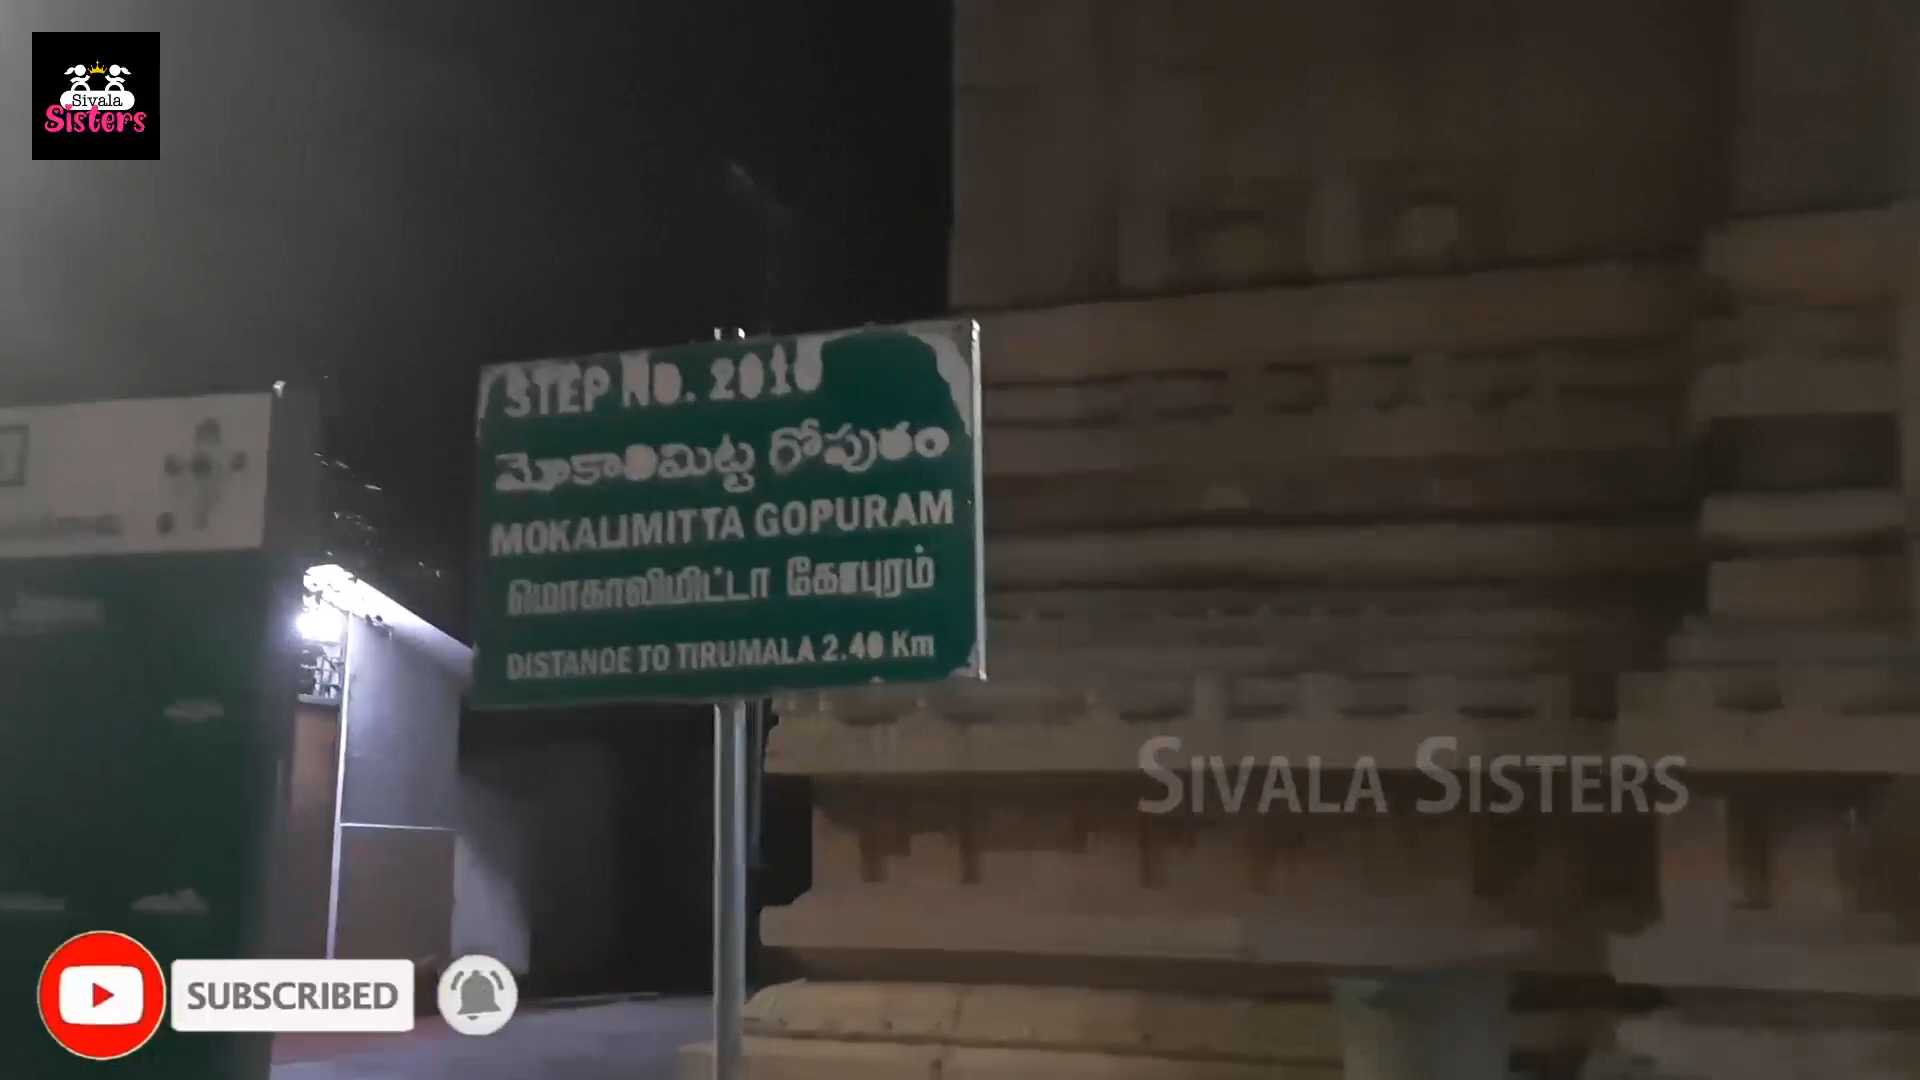 Sivala
Sisters
STEP NO. 2010
మోకాలిమిట్ట గోపురం
MOKALIMITTA GOPURAM
மொகாலிமிட்டா கோபுரம்
DISTANCE TO TIRUMALA 2.40 Km
SIVALA SISTERS
SUBSCRIBED